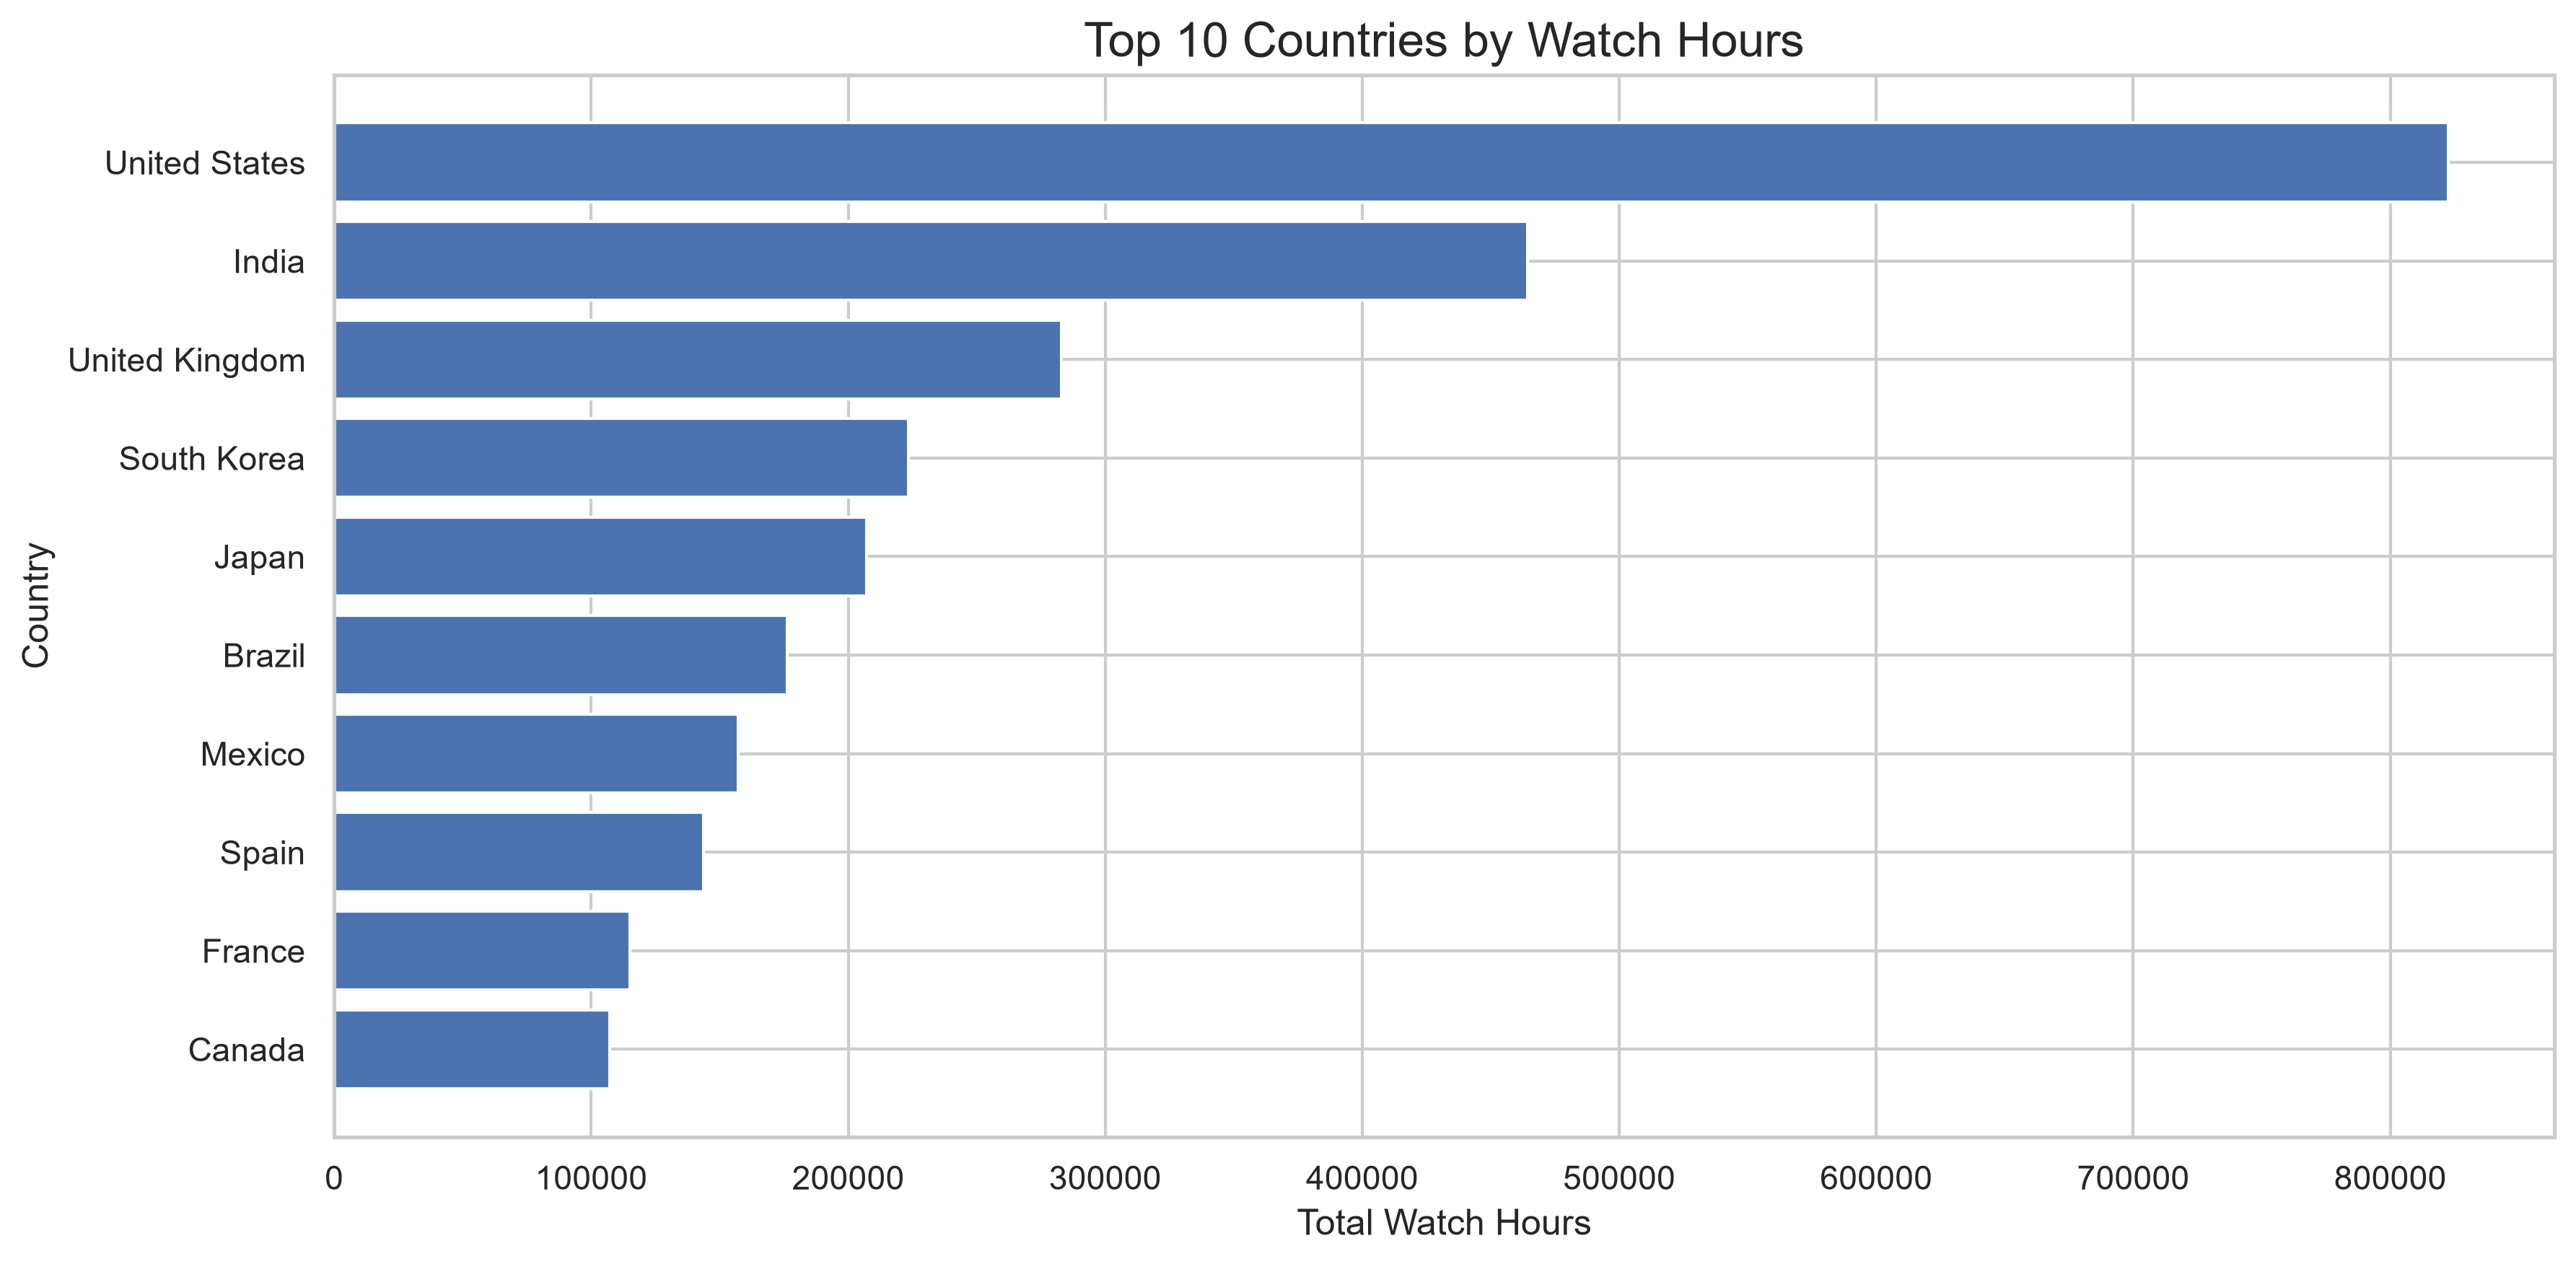 Top 10 Countries by Watch Hours
United States
India
United Kingdom
South Korea
Japan
Brazil
Mexico
Spain
France
Canada
Country
0 100000 200000 300000 400000 500000 600000 700000 800000
Total Watch Hours